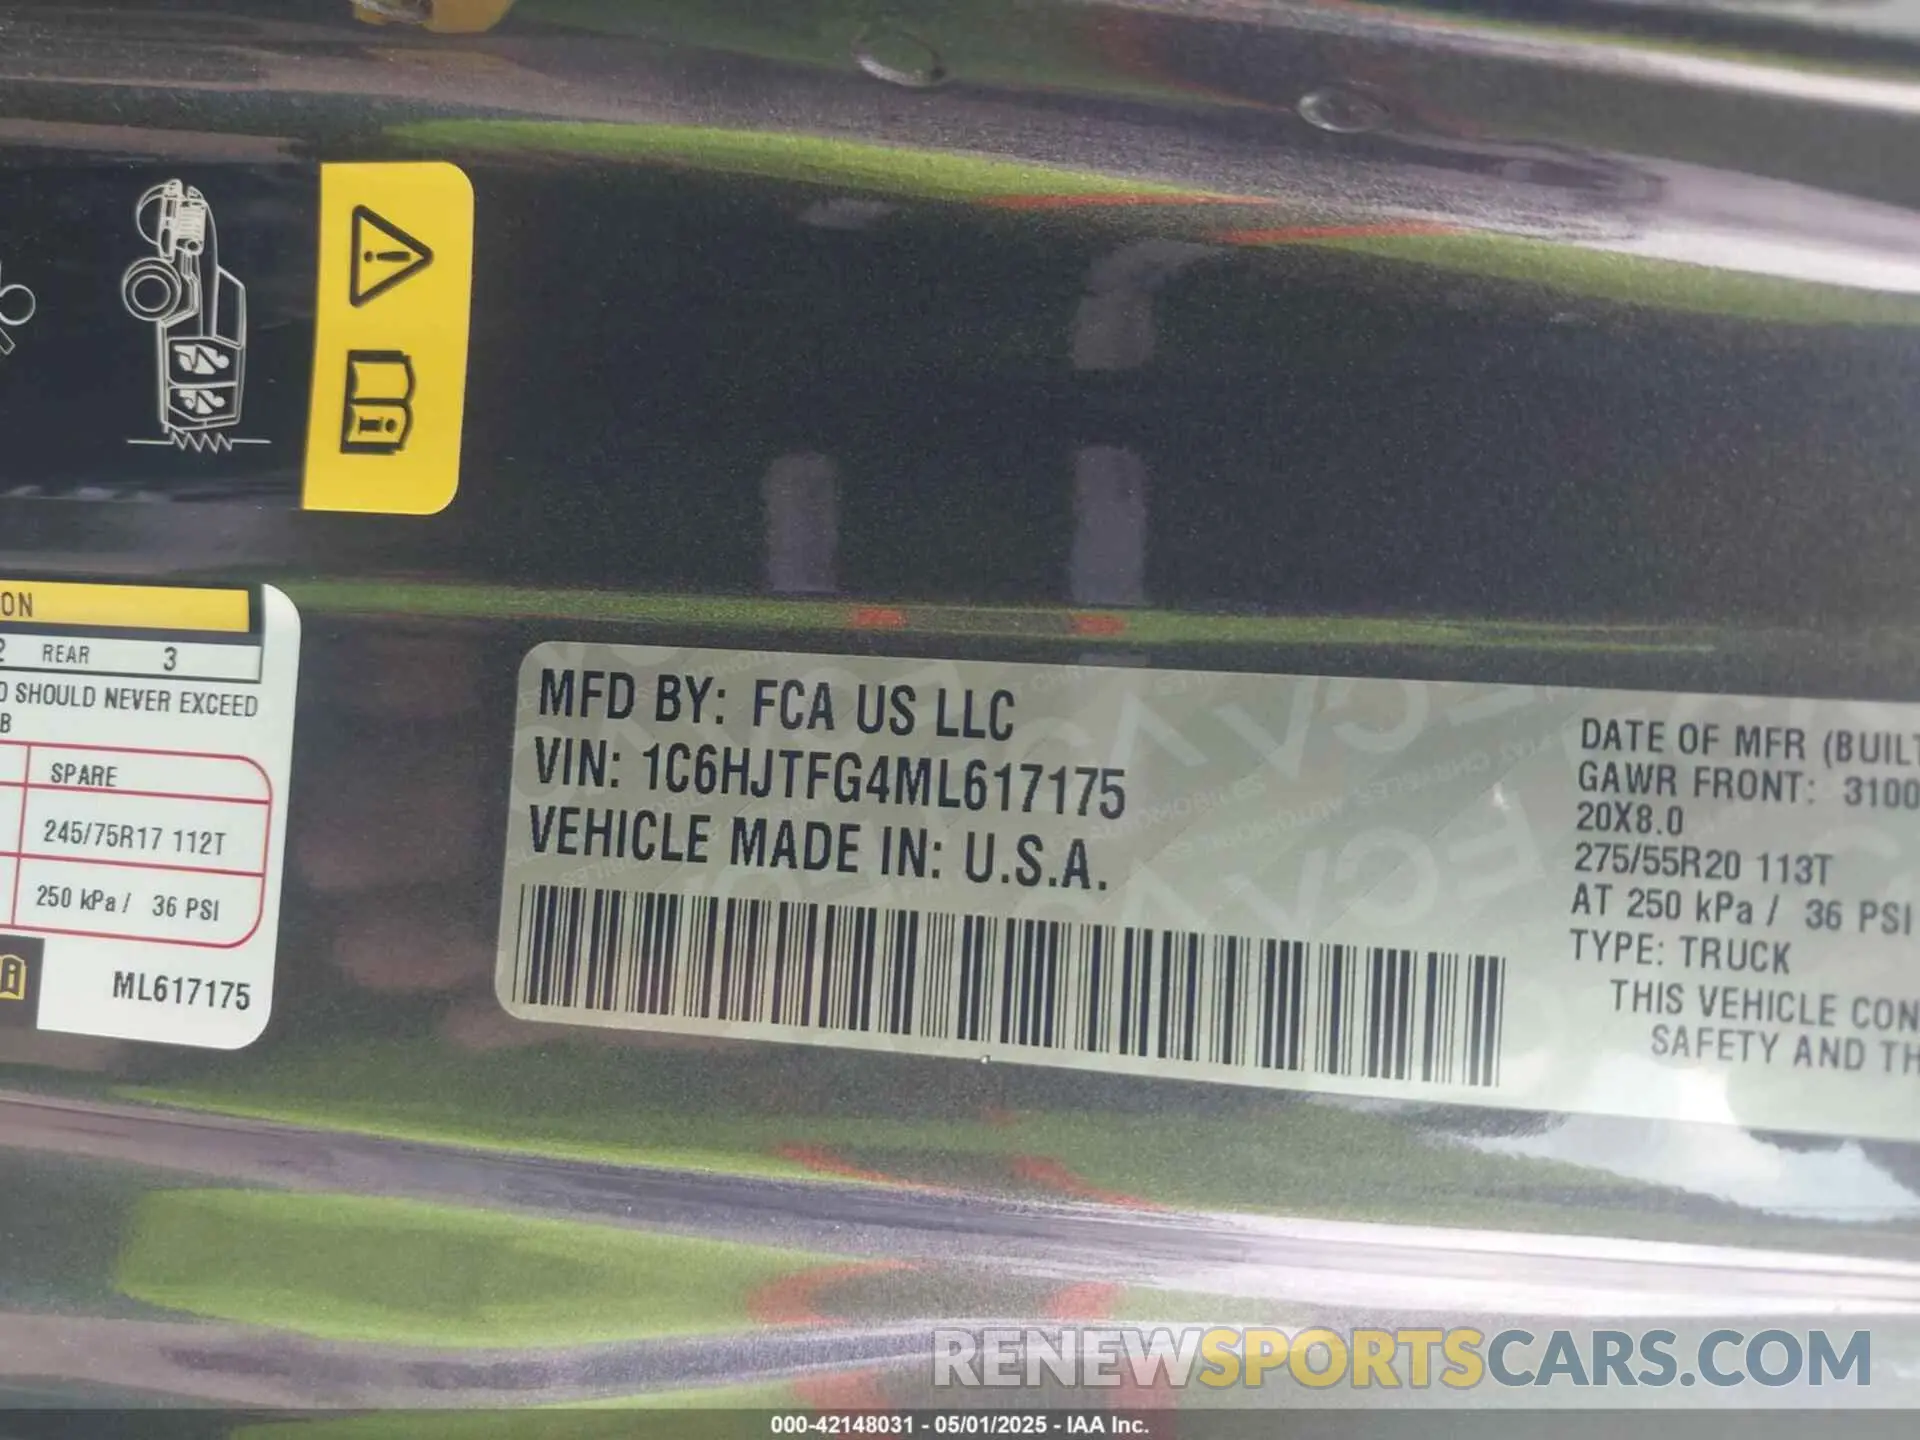 ON
2 REAR 3
SHOULD NEVER EXCEED
B
SPARE
245/75R17 112T
250 kPa / 36 PSI
ML617175
MFD BY: FCA US LLC
VIN: 1C6HJTFG4ML617175
VEHICLE MADE IN: U.S.A.
DATE OF MFR (BUILT
GAWR FRONT: 3100
20X8.0
275/55R20 113T
AT 250 kPa / 36 PSI
TYPE: TRUCK
THIS VEHICLE CON
SAFETY AND TH
RENEWSPORTSCARS.COM
000-42148031 - 05/01/2025 - IAA Inc.